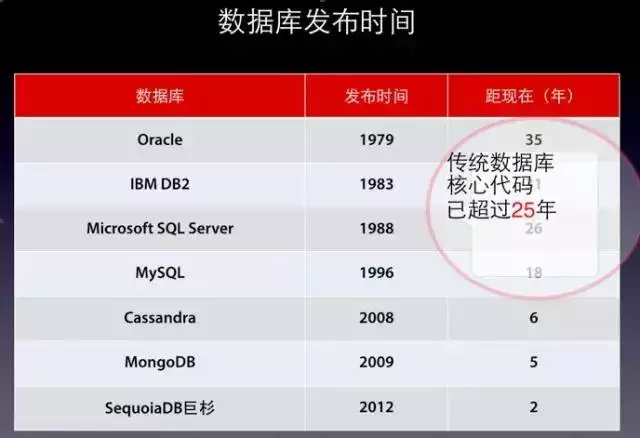 数据库发布时间
数据库 发布时间 距现在（年）
Oracle 1979 35
IBM DB2 1983
Microsoft SQL Server 1988 26
MySQL 1996 18
Cassandra 2008 6
MongoDB 2009 5
SequoiaDB巨杉 2012 2
传统数据库
核心代码
已超过25年